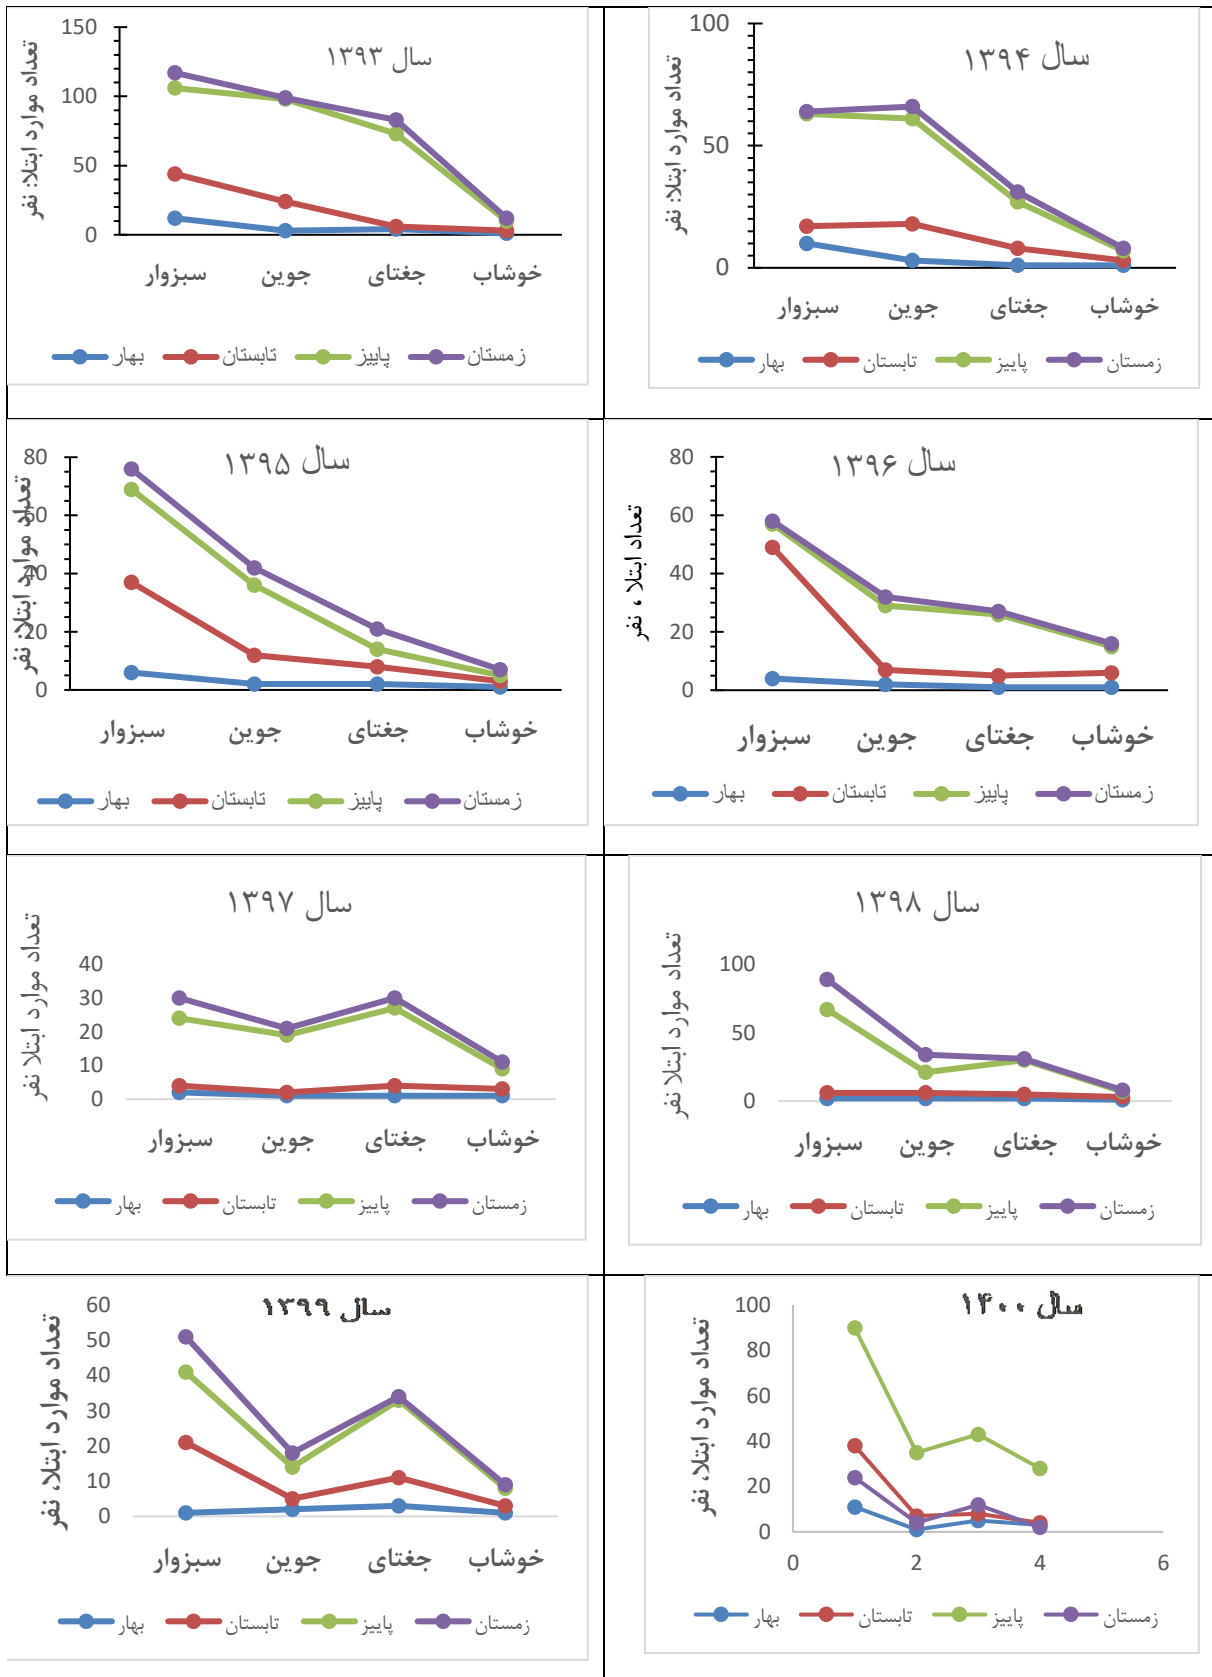 سال ۱۳۹۳
تعداد موارد ابتلا: نفر
150
100
50
0
سبزوار جوین جغتای خوشاب
بهار تابستان پاییز زمستان
سال ۱۳۹۴
تعداد موارد ابتلا: نفر
100
50
0
سبزوار جوین جغتای خوشاب
بهار تابستان پاییز زمستان
سال ۱۳۹۵
تعداد موارد ابتلا: نفر
80
60
40
20
0
سبزوار جوین جغتای خوشاب
بهار تابستان پاییز زمستان
سال ۱۳۹۶
تعداد ابتلا ، نفر
80
60
40
20
0
سبزوار جوین جغتای خوشاب
بهار تابستان پاییز زمستان
سال ۱۳۹۷
تعداد موارد ابتلا نفر
40
30
20
10
0
سبزوار جوین جغتای خوشاب
بهار تابستان پاییز زمستان
سال ۱۳۹۸
تعداد موارد ابتلا نفر
100
50
0
سبزوار جوین جغتای خوشاب
بهار تابستان پاییز زمستان
سال ۱۳۹۹
تعداد موارد ابتلا، نفر
60
50
40
30
20
10
0
سبزوار جوین جغتای خوشاب
بهار تابستان پاییز زمستان
سال ۱۴۰۰
تعداد موارد ابتلا، نفر
100
80
60
40
20
0
0 2 4 6
بهار تابستان پاییز زمستان